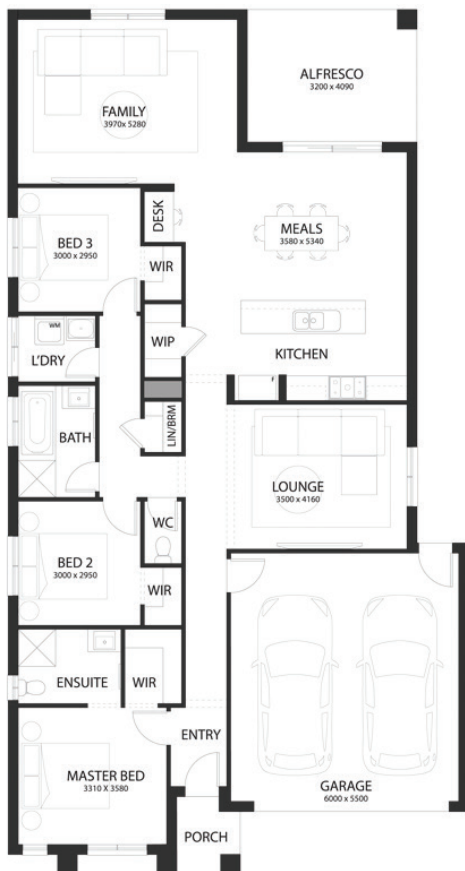 ALFRESCO
3200 x 4090
FAMILY
3970x 5280
DESK
MEALS
3580 x 5340
BED 3
3000 x 2950
WIR
WM
L'DRY
WIP
KITCHEN
BATH
LIN/BRM
LOUNGE
3500 x 4160
WC
BED 2
3000 x 2950
WIR
ENSUITE
WIR
ENTRY
MASTER BED
3310 X 3580
GARAGE
6000 x 5500
PORCH